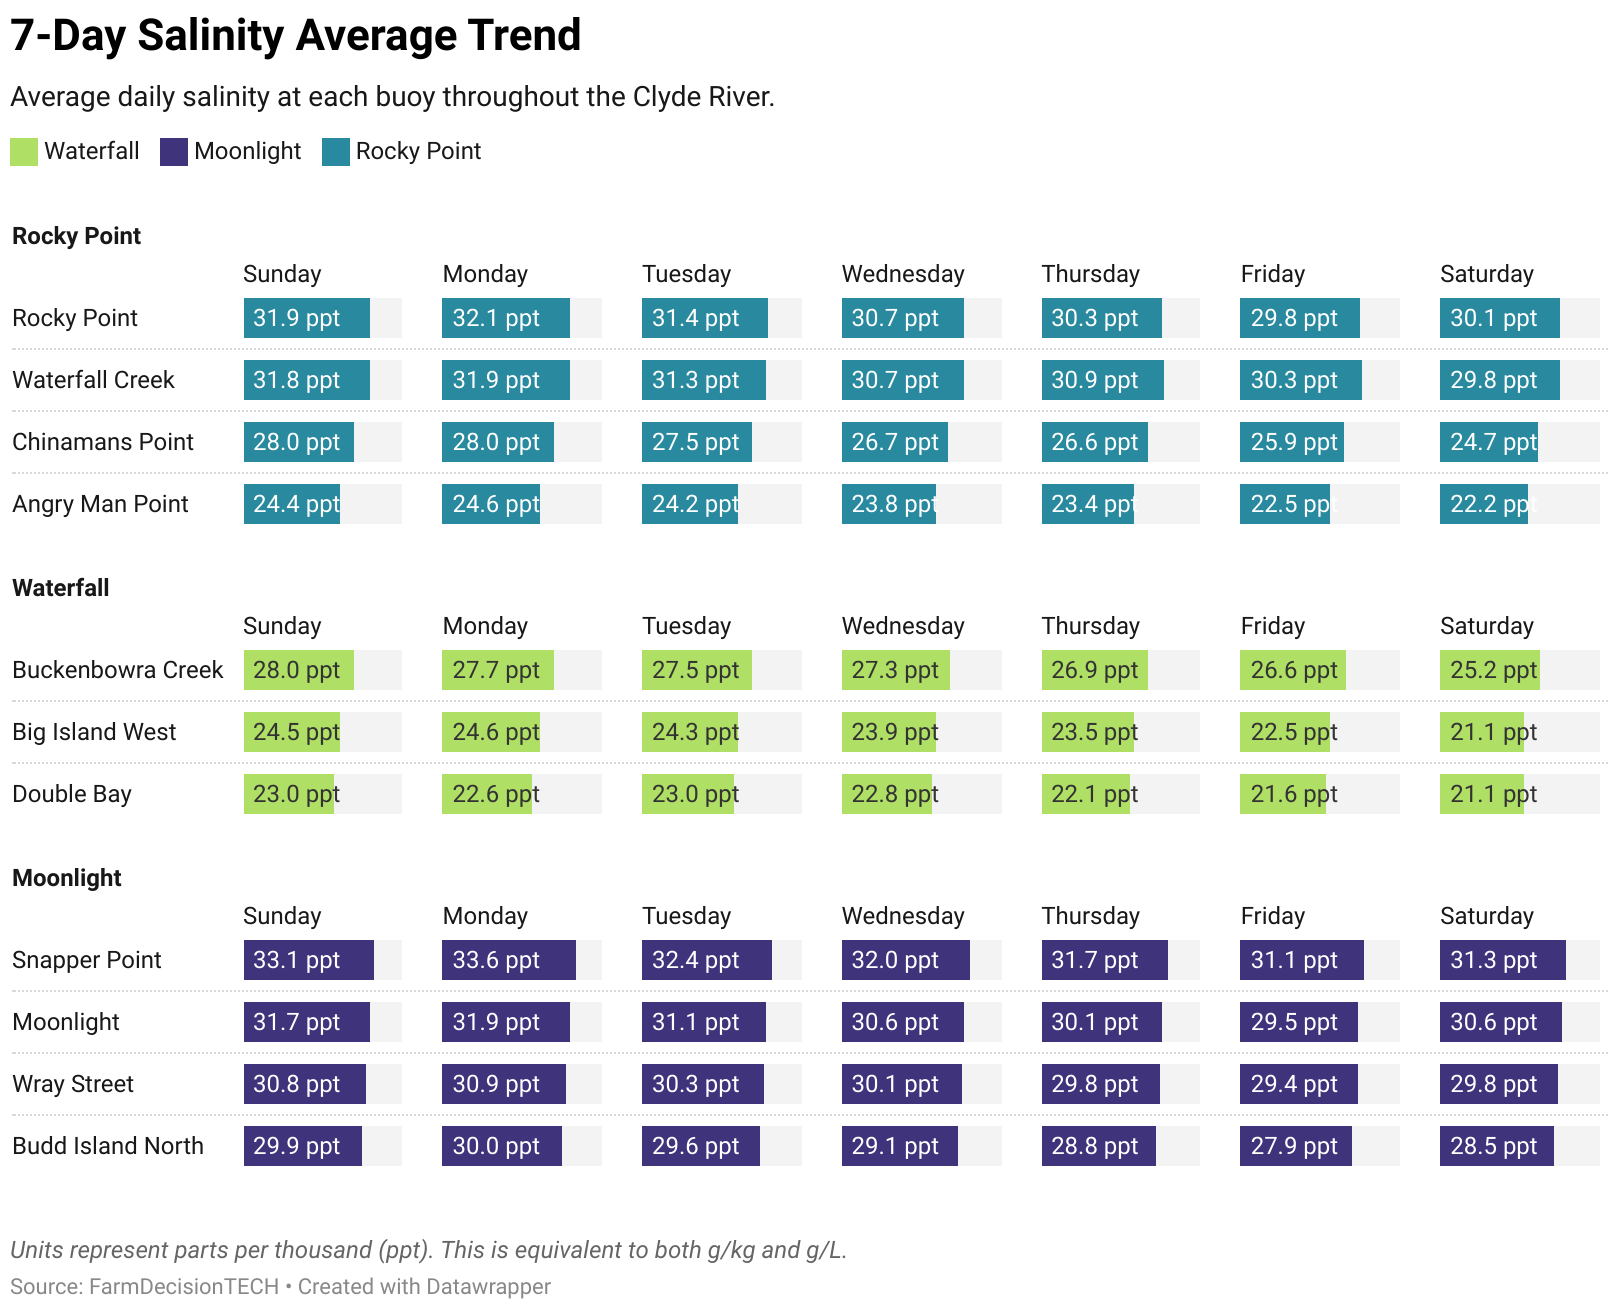 7-Day Salinity Average Trend
Average daily salinity at each buoy throughout the Clyde River.
Waterfall Moonlight Rocky Point
Rocky Point
Sunday Monday Tuesday Wednesday Thursday Friday Saturday
Rocky Point 31.9 ppt 32.1 ppt 31.4 ppt 30.7 ppt 30.3 ppt 29.8 ppt 30.1 ppt
Waterfall Creek 31.8 ppt 31.9 ppt 31.3 ppt 30.7 ppt 30.9 ppt 30.3 ppt 29.8 ppt
Chinamans Point 28.0 ppt 28.0 ppt 27.5 ppt 26.7 ppt 26.6 ppt 25.9 ppt 24.7 ppt
Angry Man Point 24.4 ppt 24.6 ppt 24.2 ppt 23.8 ppt 23.4 ppt 22.5 ppt 22.2 ppt
Waterfall
Sunday Monday Tuesday Wednesday Thursday Friday Saturday
Buckenbowra Creek 28.0 ppt 27.7 ppt 27.5 ppt 27.3 ppt 26.9 ppt 26.6 ppt 25.2 ppt
Big Island West 24.5 ppt 24.6 ppt 24.3 ppt 23.9 ppt 23.5 ppt 22.5 ppt 21.1 ppt
Double Bay 23.0 ppt 22.6 ppt 23.0 ppt 22.8 ppt 22.1 ppt 21.6 ppt 21.1 ppt
Moonlight
Sunday Monday Tuesday Wednesday Thursday Friday Saturday
Snapper Point 33.1 ppt 33.6 ppt 32.4 ppt 32.0 ppt 31.7 ppt 31.1 ppt 31.3 ppt
Moonlight 31.7 ppt 31.9 ppt 31.1 ppt 30.6 ppt 30.1 ppt 29.5 ppt 30.6 ppt
Wray Street 30.8 ppt 30.9 ppt 30.3 ppt 30.1 ppt 29.8 ppt 29.4 ppt 29.8 ppt
Budd Island North 29.9 ppt 30.0 ppt 29.6 ppt 29.1 ppt 28.8 ppt 27.9 ppt 28.5 ppt
Units represent parts per thousand (ppt). This is equivalent to both g/kg and g/L.
Source: FarmDecisionTECH • Created with Datawrapper